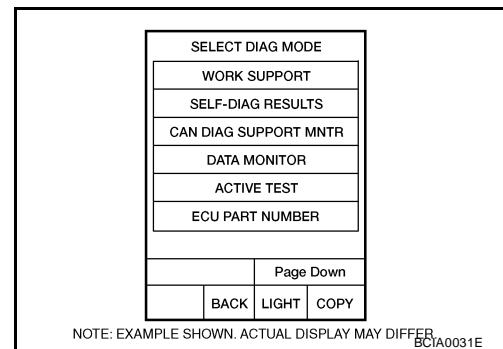 SELECT DIAG MODE
WORK SUPPORT
SELF-DIAG RESULTS
CAN DIAG SUPPORT MNTR
DATA MONITOR
ACTIVE TEST
ECU PART NUMBER
Page Down
BACK LIGHT COPY
NOTE: EXAMPLE SHOWN. ACTUAL DISPLAY MAY DIFFER.
BCIA0031E